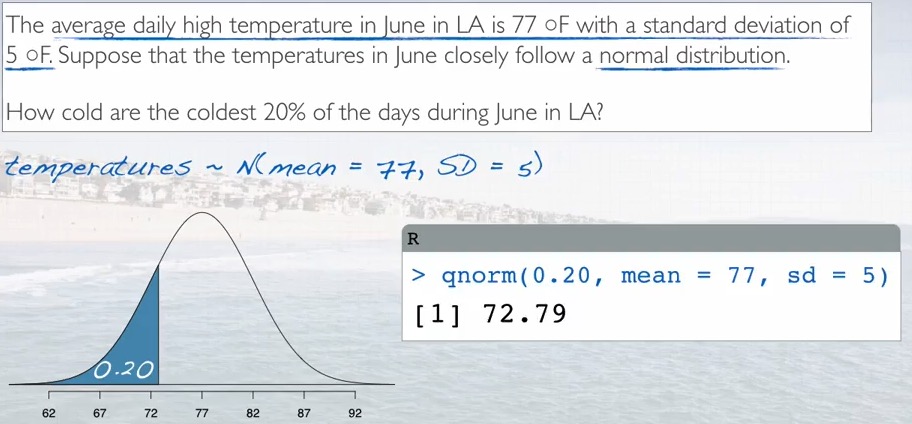 The average daily high temperature in June in LA is 77 ○F with a standard deviation of
5 ○F. Suppose that the temperatures in June closely follow a normal distribution.
How cold are the coldest 20% of the days during June in LA?
temperatures ~ N(mean = 77, SD = 5)
R
> qnorm(0.20, mean = 77, sd = 5)
[1] 72.79
0.20
62 67 72 77 82 87 92